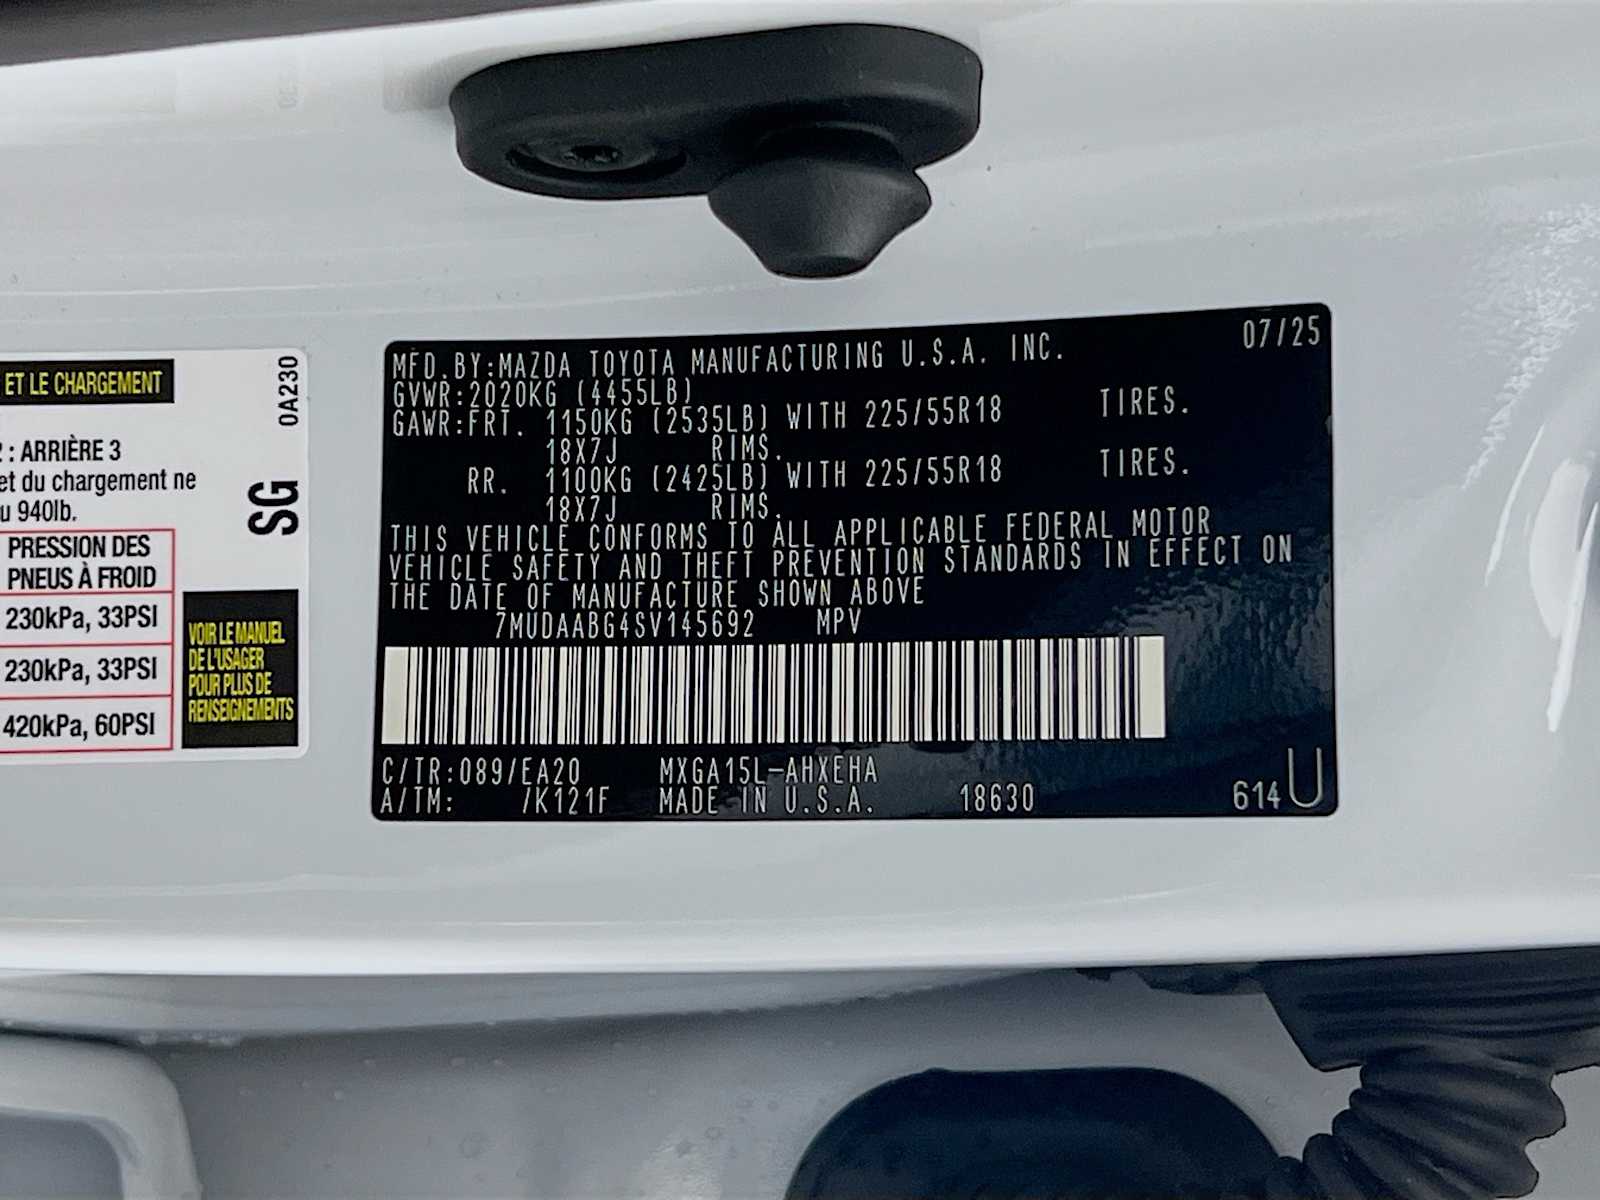 ET LE CHARGEMENT
0A230
: ARRIÈRE 3
et du chargement ne
940lb.
SG
PRESSION DES
PNEUS À FROID
230kPa, 33PSI
230kPa, 33PSI
420kPa, 60PSI
VOIR LE MANUEL
DE L'USAGER
POUR PLUS DE
RENSEIGNEMENTS
MFD.BY:MAZDA TOYOTA MANUFACTURING U.S.A. INC. 07/25
GVWR:2020KG (4455LB)
GAWR:FRT. 1150KG (2535LB) WITH 225/55R18 TIRES.
18X7J RIMS.
RR. 1100KG (2425LB) WITH 225/55R18 TIRES.
18X7J RIMS.
THIS VEHICLE CONFORMS TO ALL APPLICABLE FEDERAL MOTOR
VEHICLE SAFETY AND THEFT PREVENTION STANDARDS IN EFFECT ON
THE DATE OF MANUFACTURE SHOWN ABOVE
7MUDAABG4SV145692 MPV
C/TR:089/EA20 MXGA15L-AHXEHA
A/TM: /K121F MADE IN U.S.A. 18630 614 U